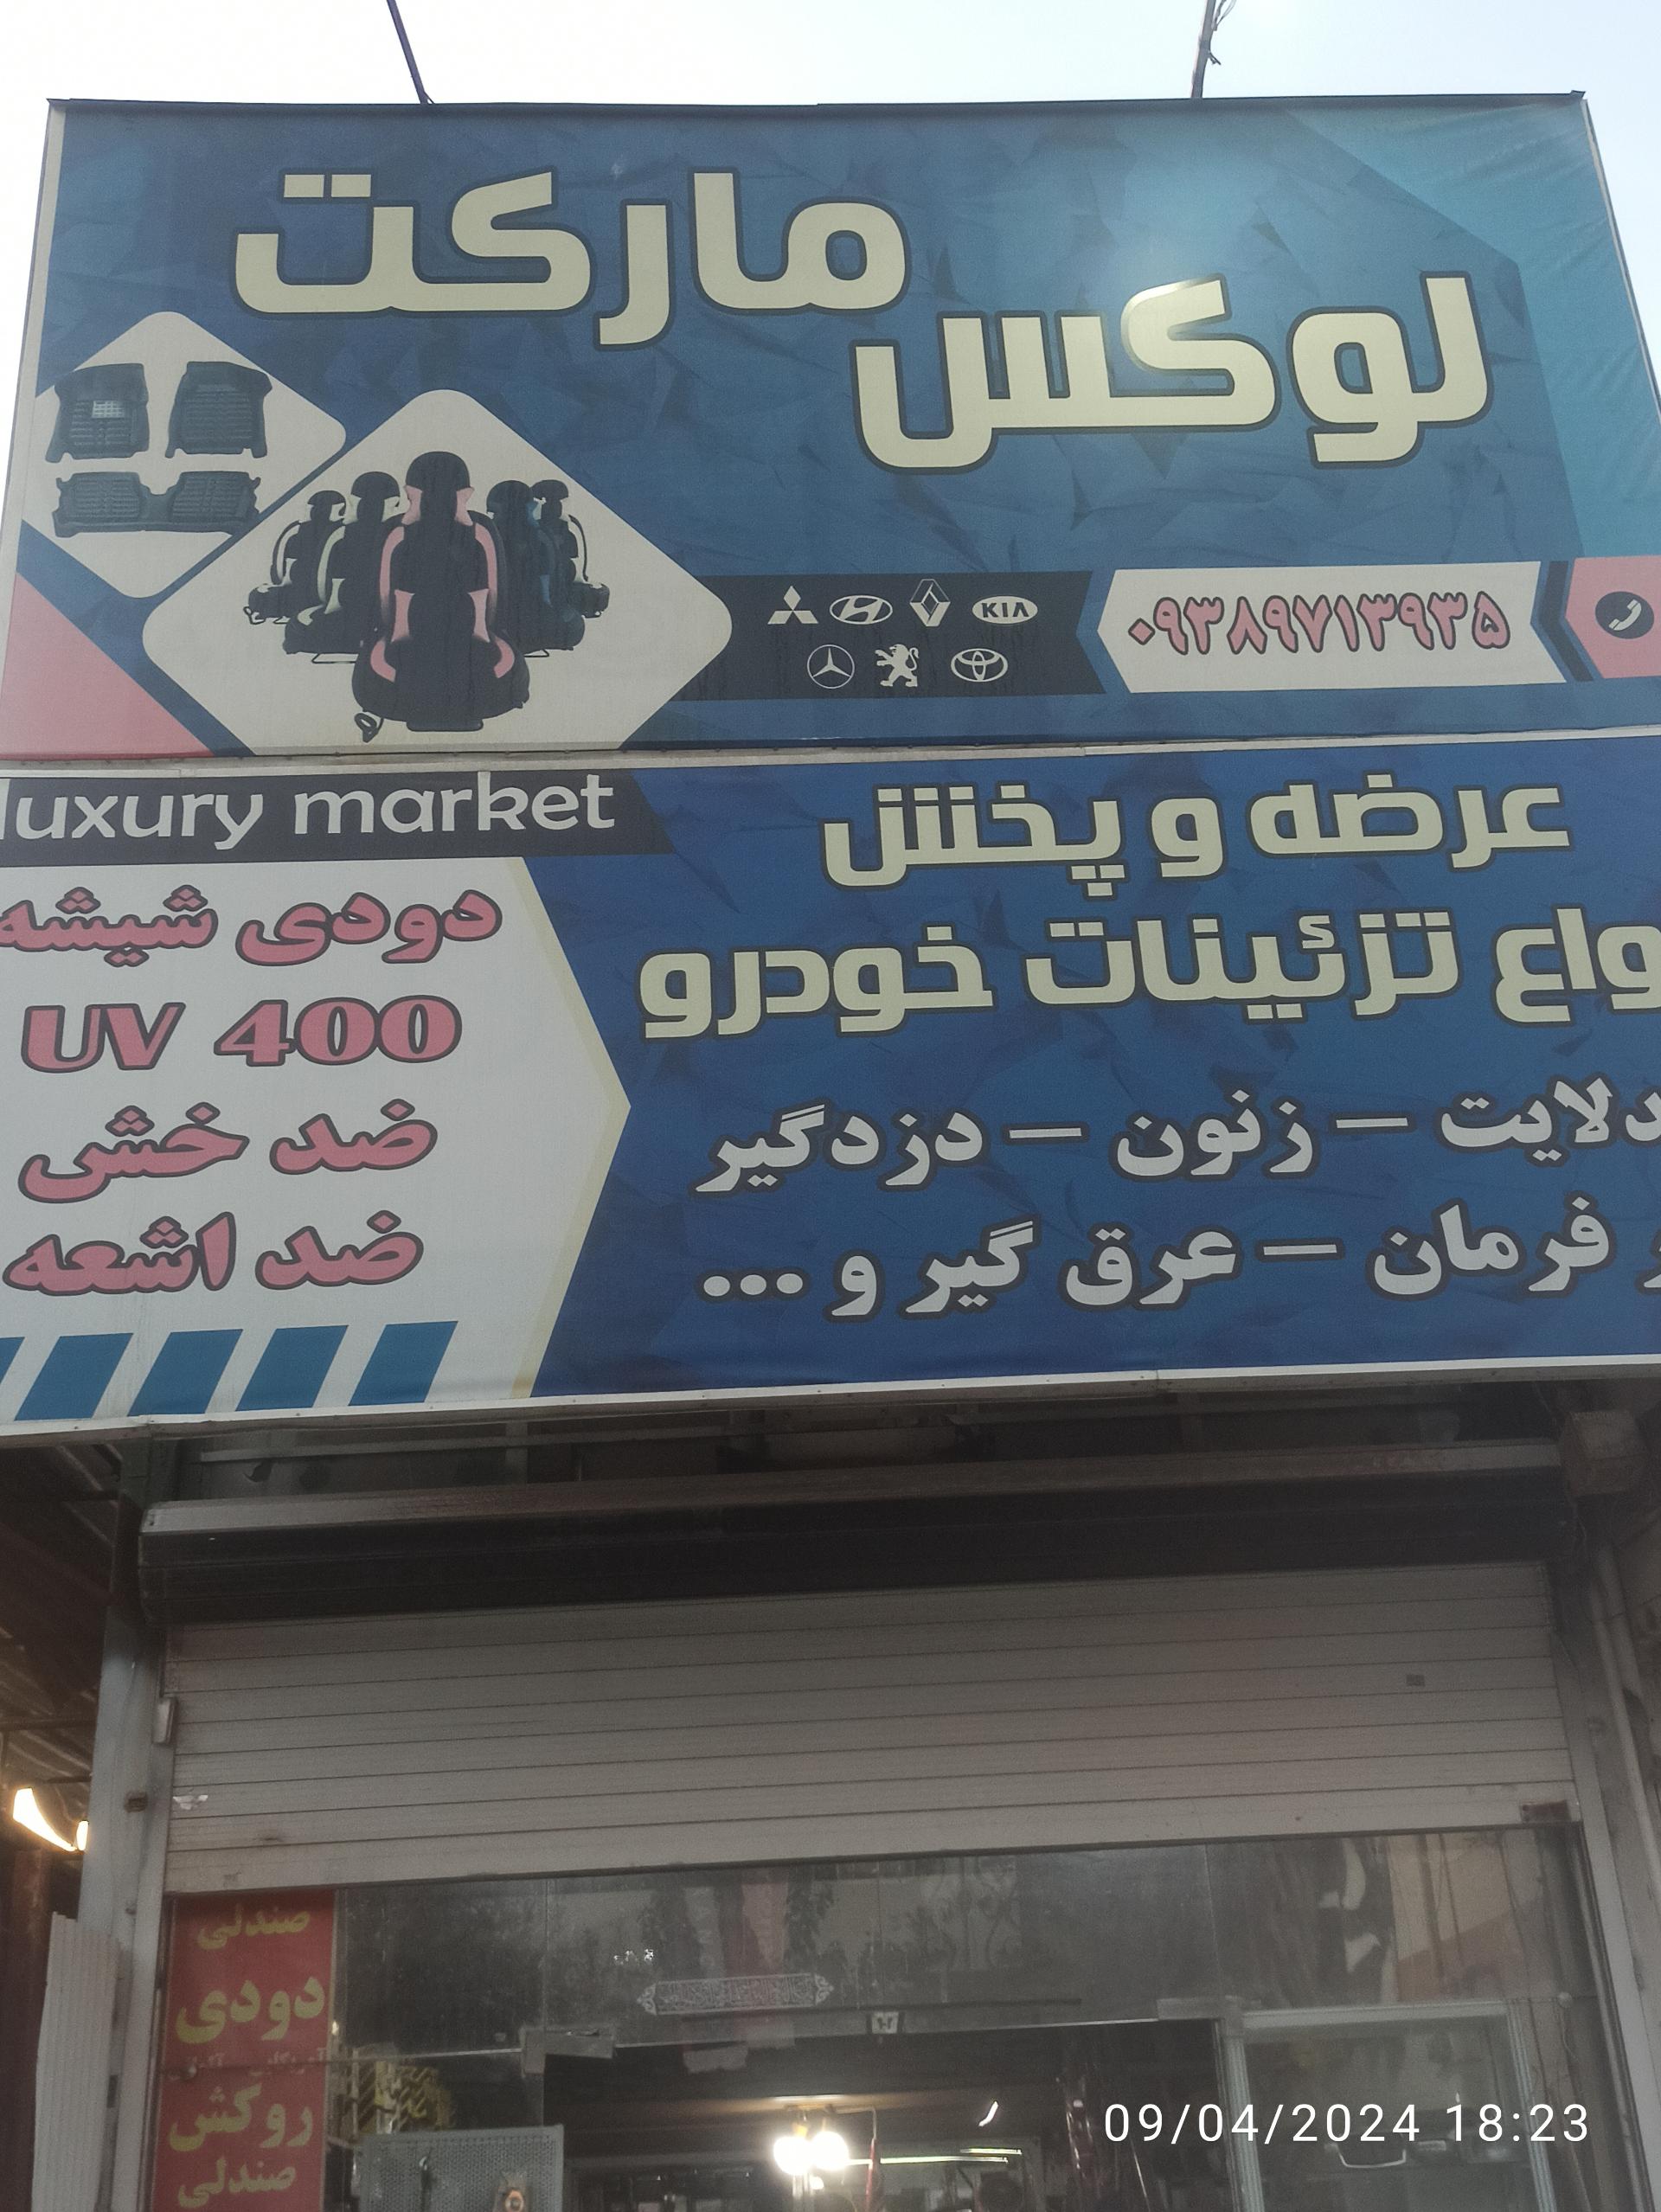 لوکس مارکت
KIA
۰۹۳۸۹۷۱۳۹۳۵
luxury market
عرضه و پخش
واع تزئینات خودرو
دلایت – زنون – دزدگیر
فرمان – عرق گیر و ...
دودی شیشه
UV 400
ضد خش
ضد اشعه
صندلی
دودی
روکش
صندلی
09/04/2024 18:23